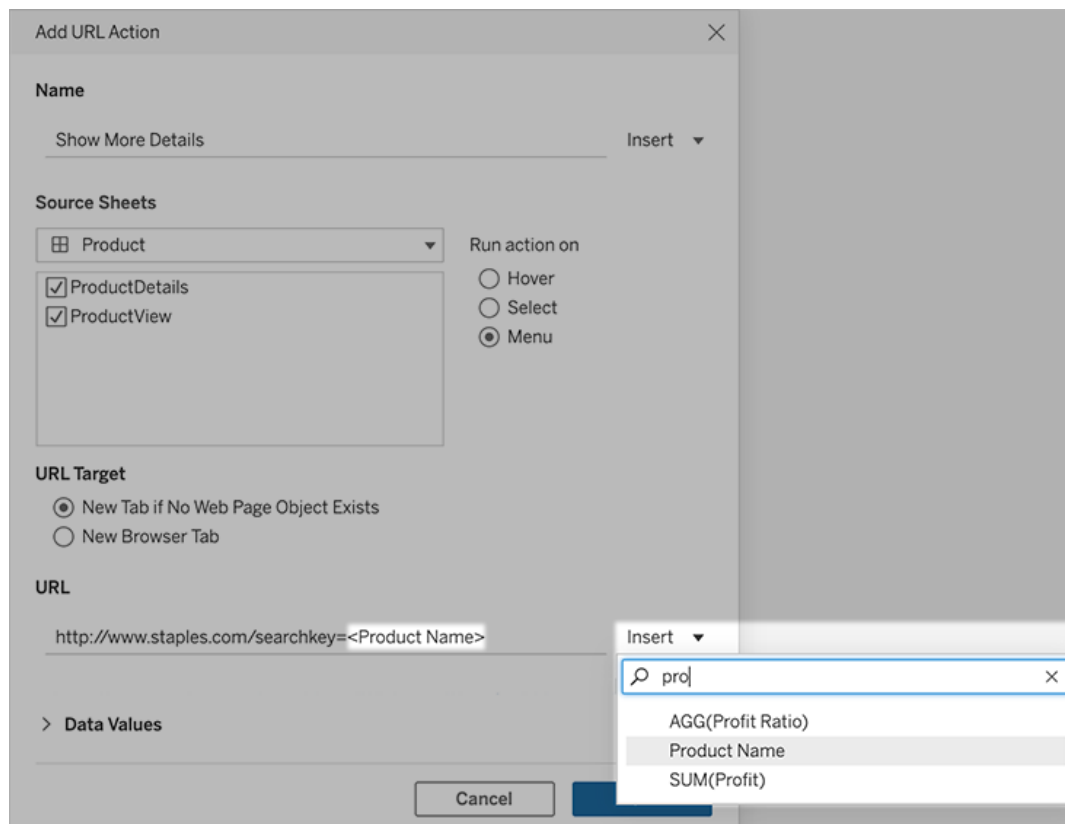 Add URL Action
Name
Show More Details
Insert
Source Sheets
Product
Run action on
ProductDetails
ProductView
Hover
Select
Menu
URL Target
New Tab if No Web Page Object Exists
New Browser Tab
URL
http://www.staples.com/searchkey=<Product Name>
Insert
pro
AGG(Profit Ratio)
Product Name
SUM(Profit)
Data Values
Cancel